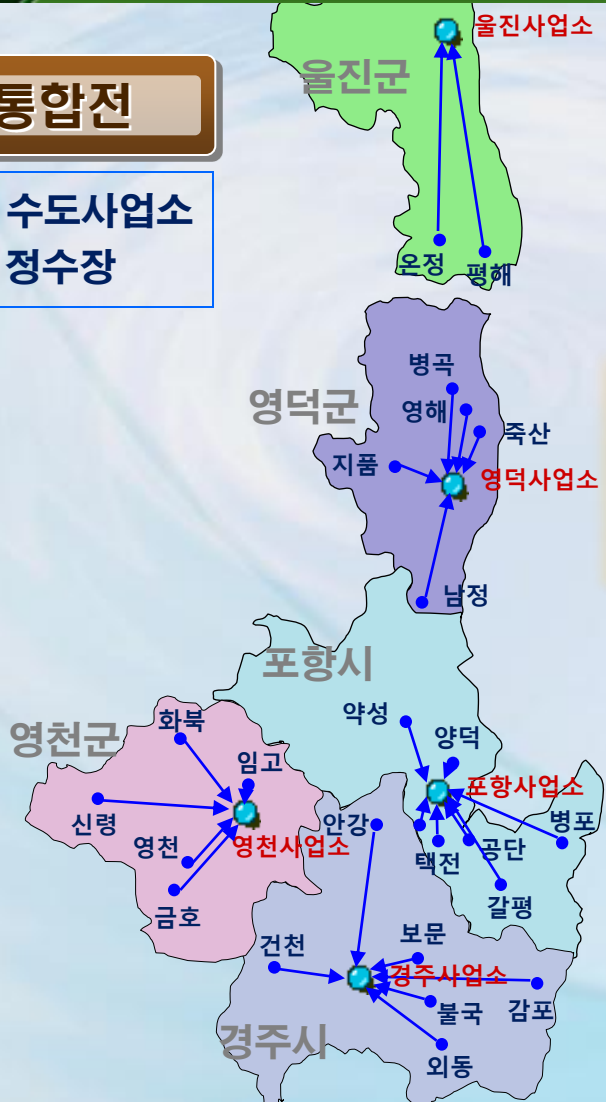 울진사업소
울진군
통합전
수도사업소
정수장
온정
평해
병곡
영덕군
영해
죽산
지품
영덕사업소
남정
포항시
약성
화북
영천군
양덕
임고
포항사업소
신령
안강
병포
영천
영천사업소
택전
공단
금호
갈평
건천
보문
경주사업소
불국
감포
경주시
외동